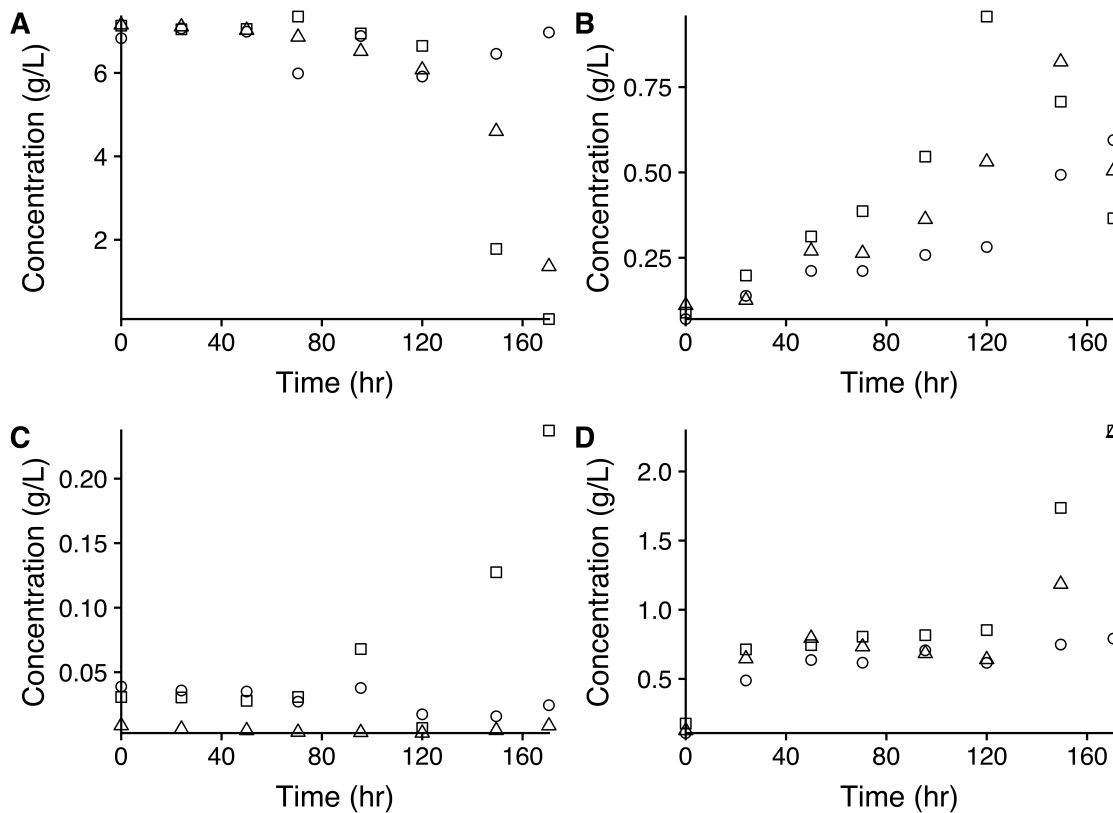 A
Concentration (g/L)
6
4
2
0 40 80 120 160
Time (hr)
B
Concentration (g/L)
0.75
0.50
0.25
0 40 80 120 160
Time (hr)
C
Concentration (g/L)
0.20
0.15
0.10
0.05
0 40 80 120 160
Time (hr)
D
Concentration (g/L)
2.0
1.5
1.0
0.5
0 40 80 120 160
Time (hr)